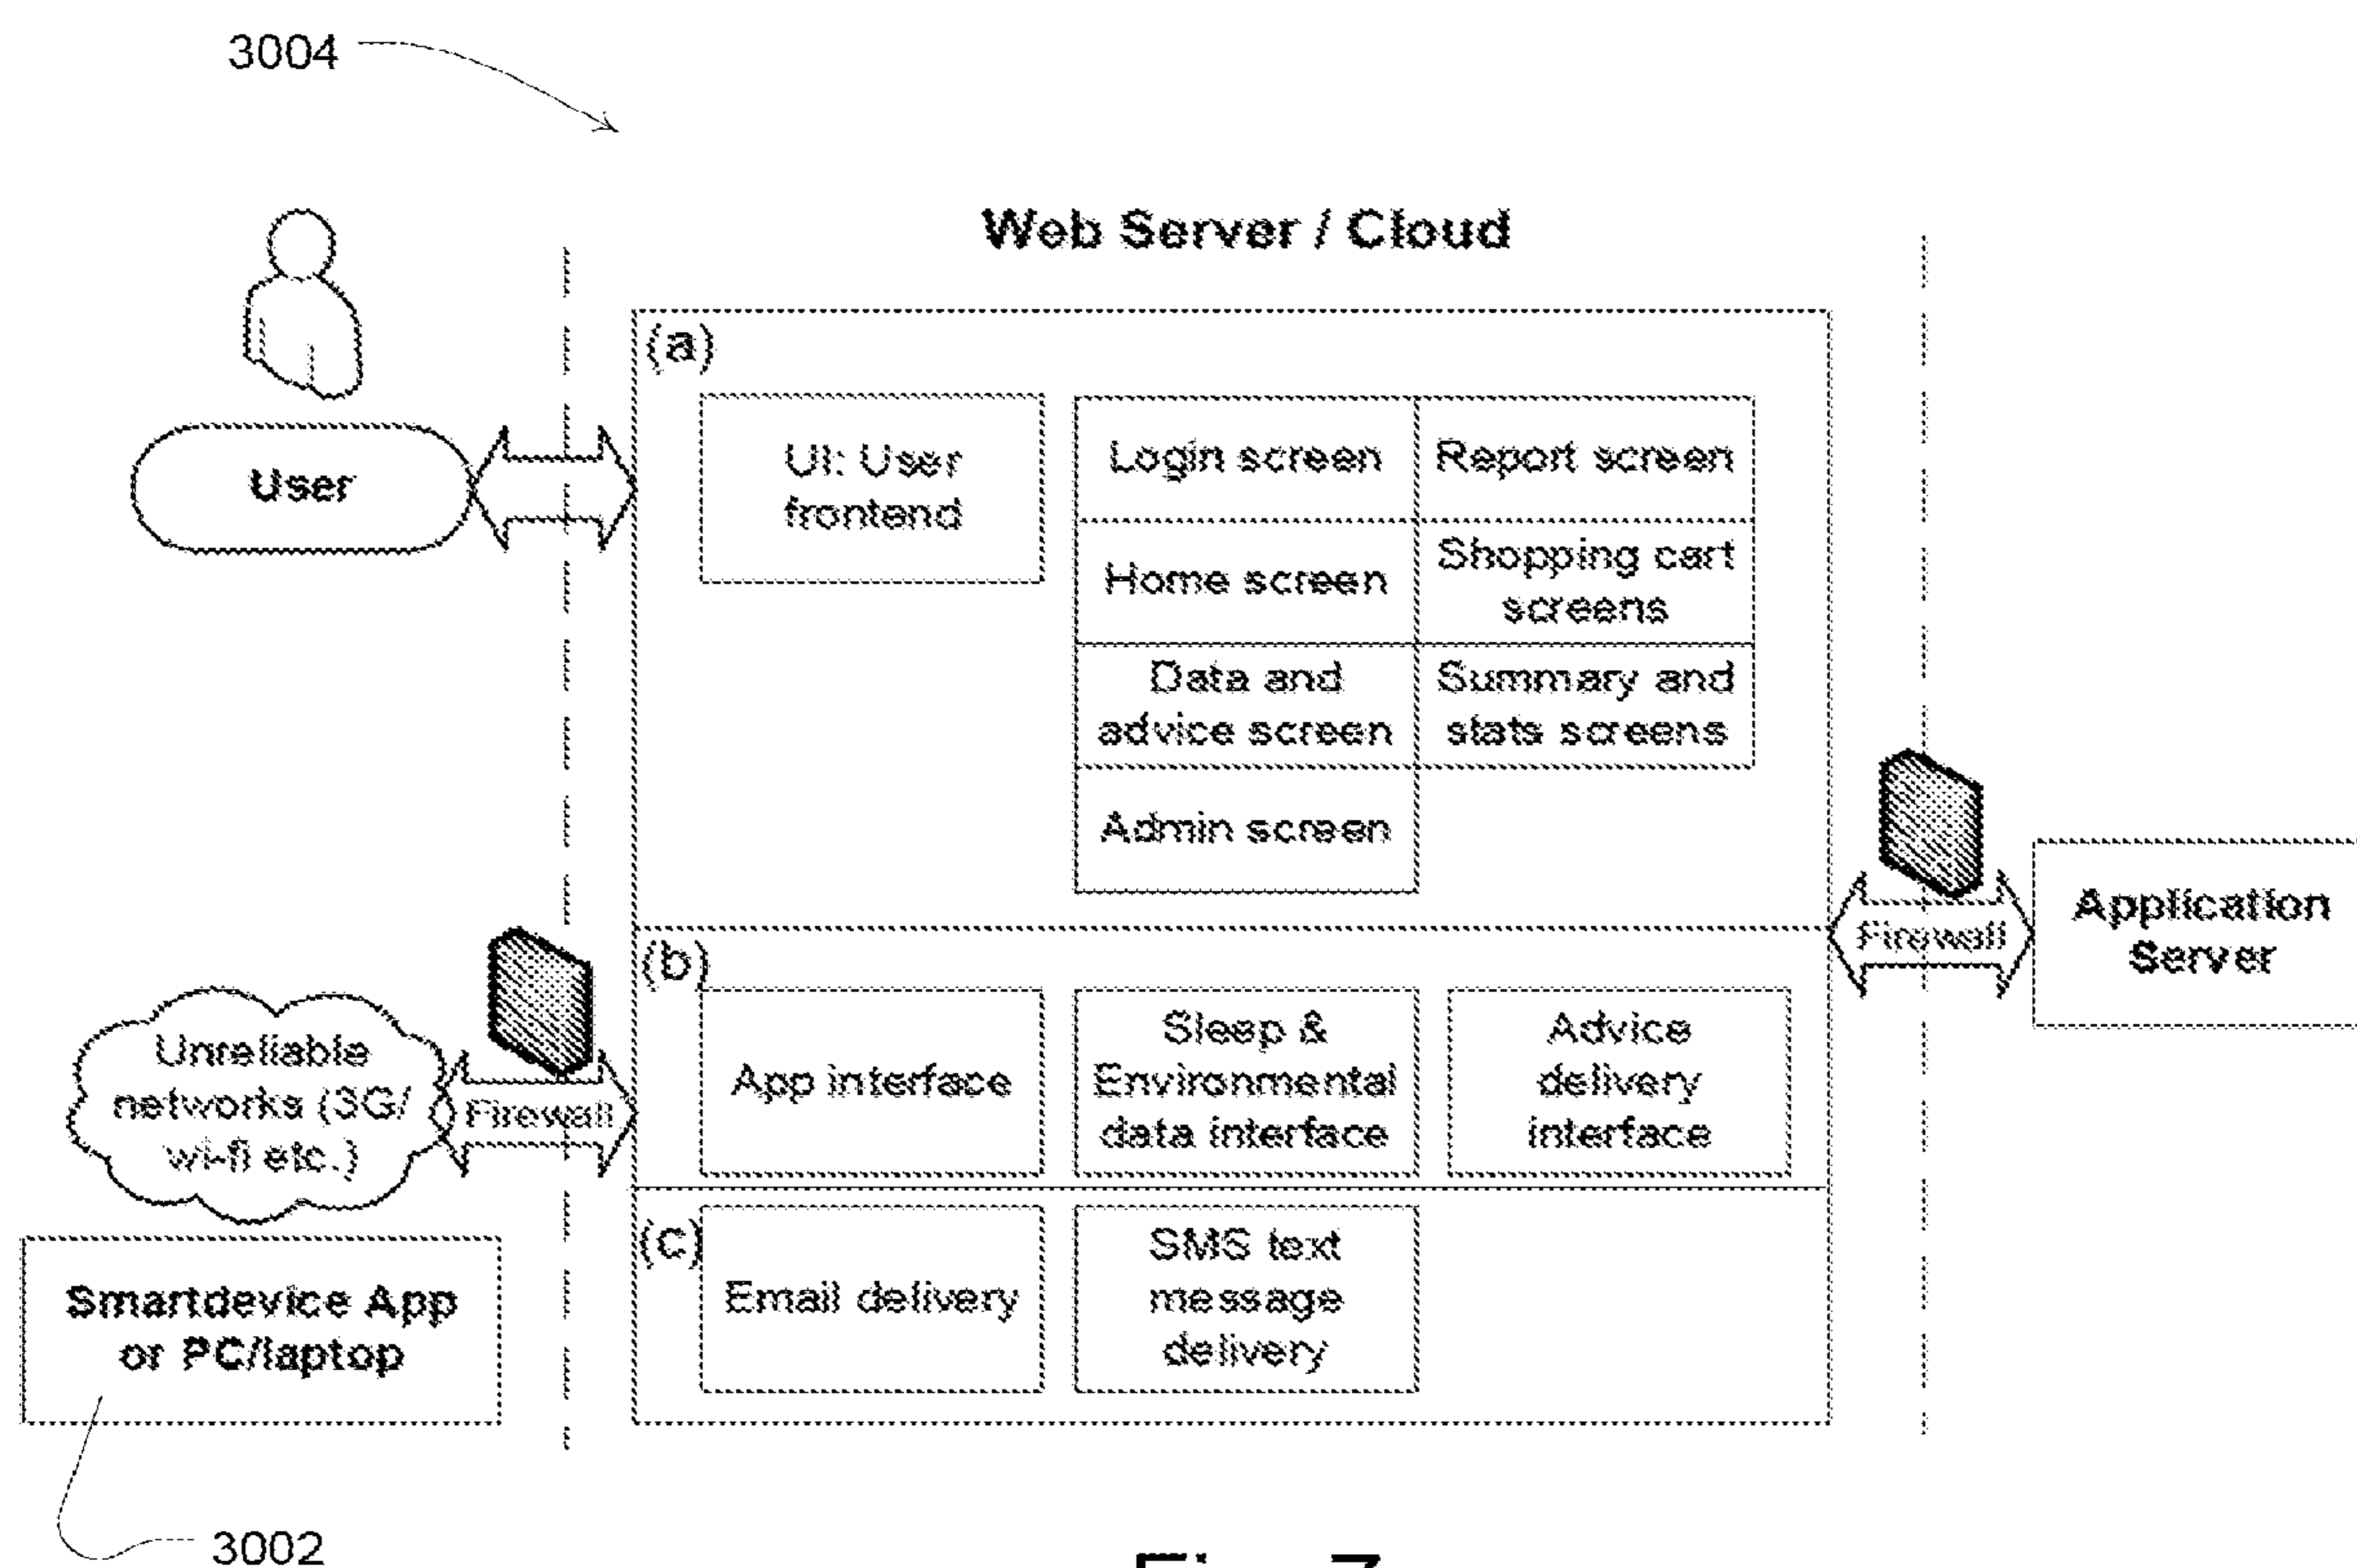 3004
Web Server / Cloud
(a)
User
UI: User
frontend
Login screen
Report screen
Home screen
Shopping cart
screens
Data and
advice screen
Summary and
stats screens
Admin screen
Firewall
Application
Server
(b)
Unreliable
networks (3G/
wi-fi etc.)
Firewall
App interface
Sleep &
Environmental
data interface
Advice
delivery
interface
(c)
Smartdevice App
or PC/laptop
Email delivery
SMS text
message
delivery
3002